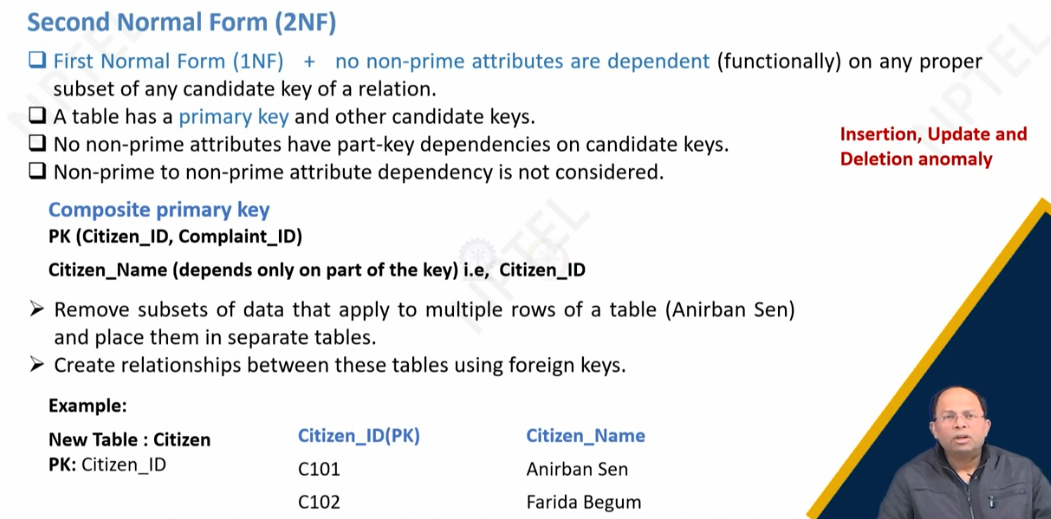 Second Normal Form (2NF)
❑ First Normal Form (1NF) + no non-prime attributes are dependent (functionally) on any proper
subset of any candidate key of a relation.
❑ A table has a primary key and other candidate keys.
❑ No non-prime attributes have part-key dependencies on candidate keys.
❑ Non-prime to non-prime attribute dependency is not considered.
Insertion, Update and
Deletion anomaly
Composite primary key
PK (Citizen_ID, Complaint_ID)
Citizen_Name (depends only on part of the key) i.e, Citizen_ID
➤ Remove subsets of data that apply to multiple rows of a table (Anirban Sen)
and place them in separate tables.
➤ Create relationships between these tables using foreign keys.
Example:
New Table : Citizen
PK: Citizen_ID
Citizen_ID(PK) Citizen_Name
C101 Anirban Sen
C102 Farida Begum
NPTEL
NPTEL
NPTEL